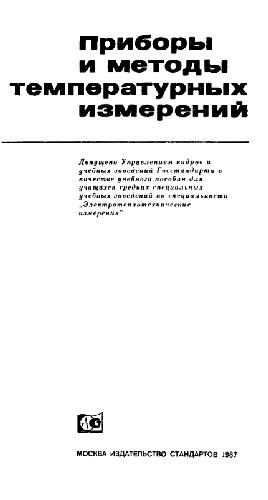 Приборы
и методы
температурных
измерений
Допущено Управлением кадров и
учебных заведений Госстандарта в
качестве учебного пособия для
учащихся средних специальных
учебных заведений по специальности
„Электротеплотехнические
измерения"
МОСКВА ИЗДАТЕЛЬСТВО СТАНДАРТОВ 1987